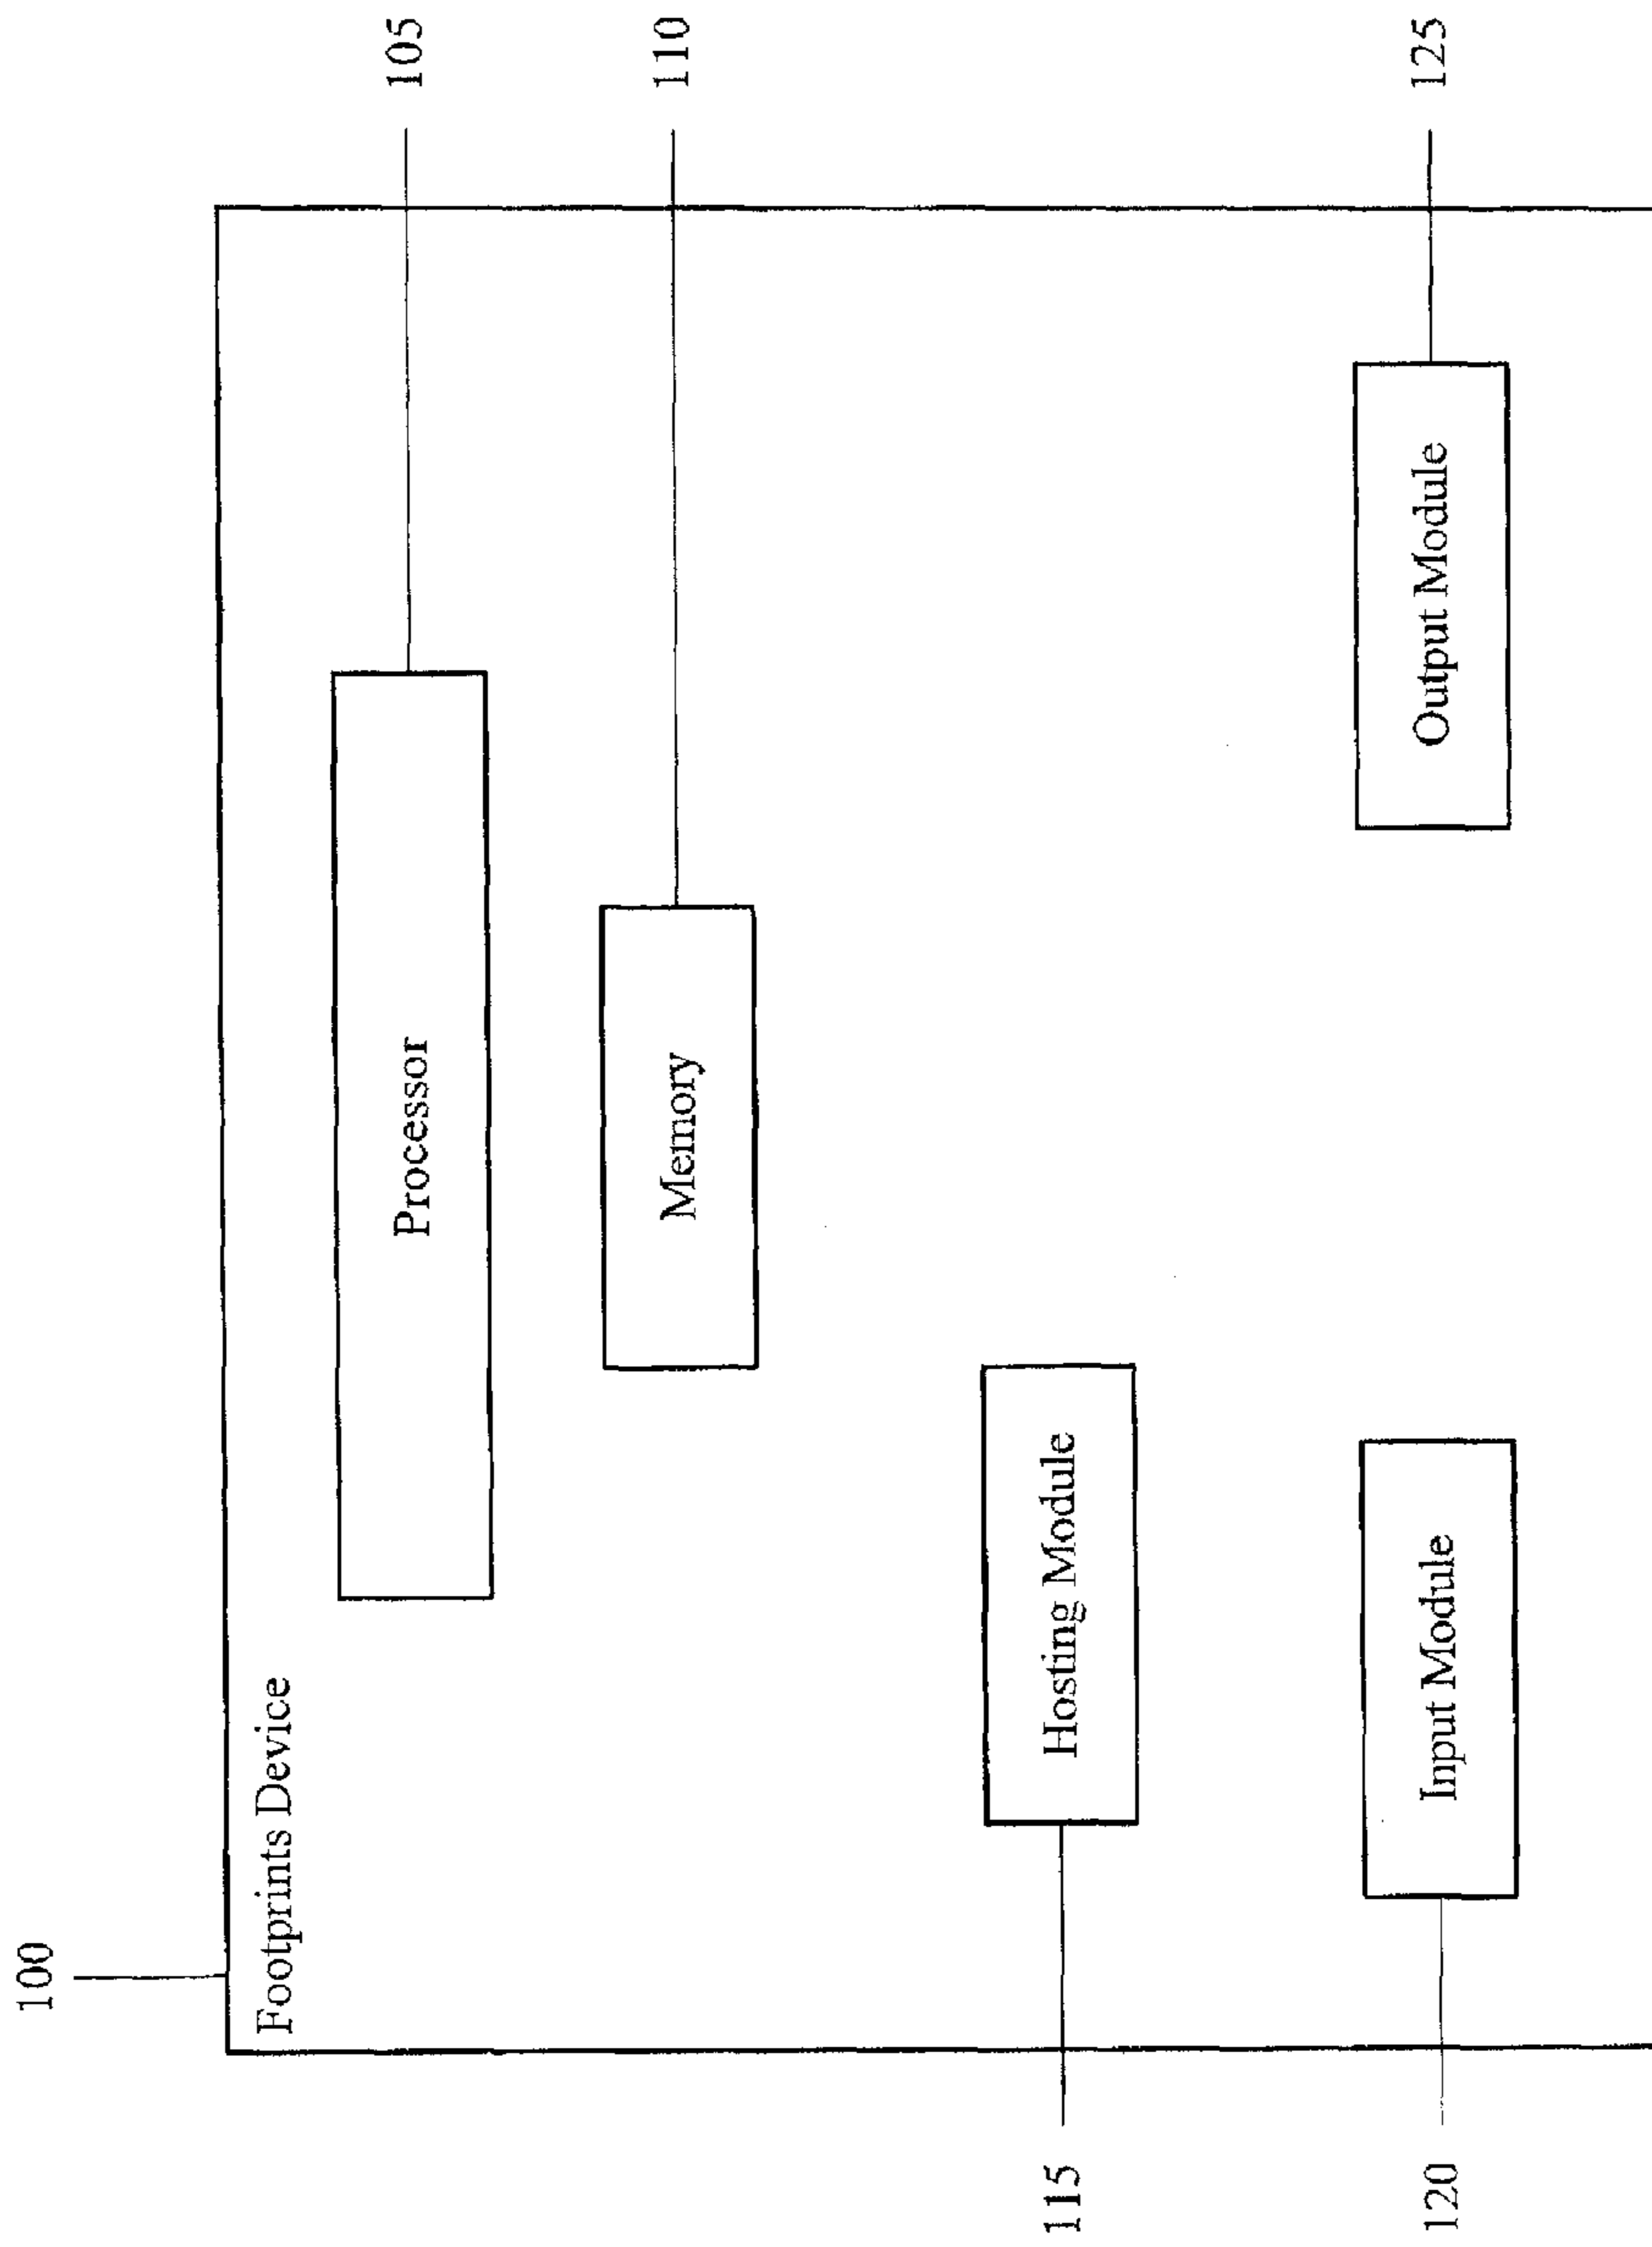 100
Footprints Device
Processor
105
Memory
110
115
Hosting Module
120
Input Module
Output Module
125